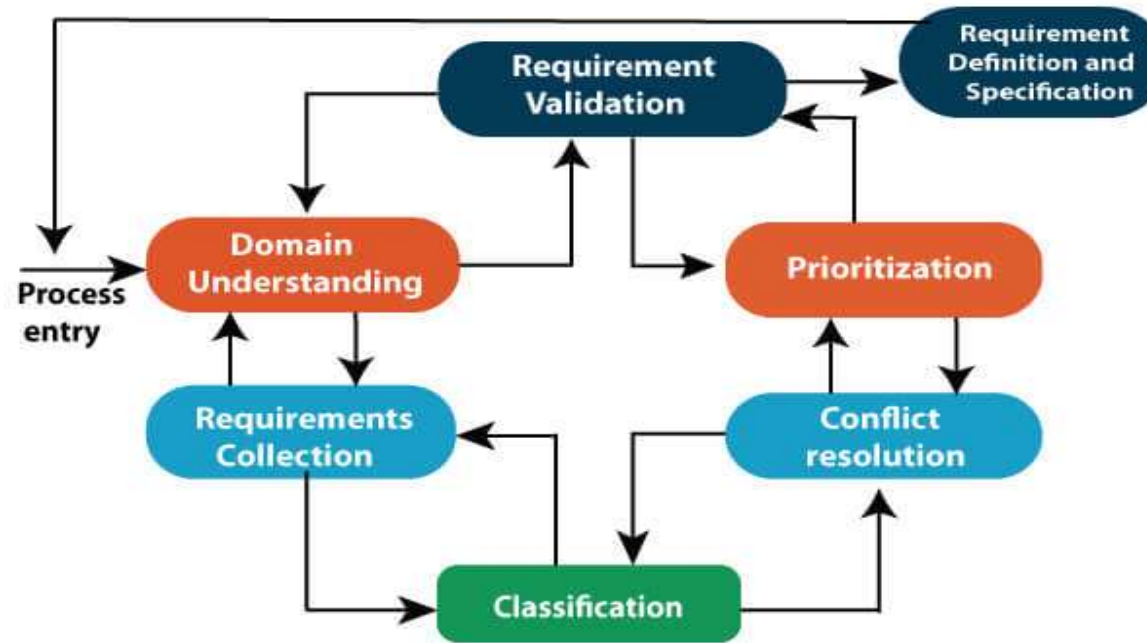 Requirement
Definition and
Specification
Requirement
Validation
Domain
Understanding
Prioritization
Process
entry
Requirements
Collection
Conflict
resolution
Classification